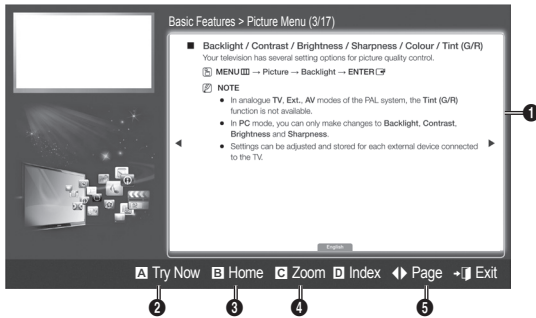 Basic Features > Picture Menu (3/17)
■ Backlight / Contrast / Brightness / Sharpness / Colour / Tint (G/R)
Your television has several setting options for picture quality control.
MENU → Picture → Backlight → ENTER
NOTE
● In analogue TV, Ext., AV modes of the PAL system, the Tint (G/R)
function is not available.
● In PC mode, you can only make changes to Backlight, Contrast,
Brightness and Sharpness.
● Settings can be adjusted and stored for each external device connected
to the TV.
◀ ▶ 1
English
A Try Now B Home C Zoom D Index ◀▶ Page Exit
2 3 4 5